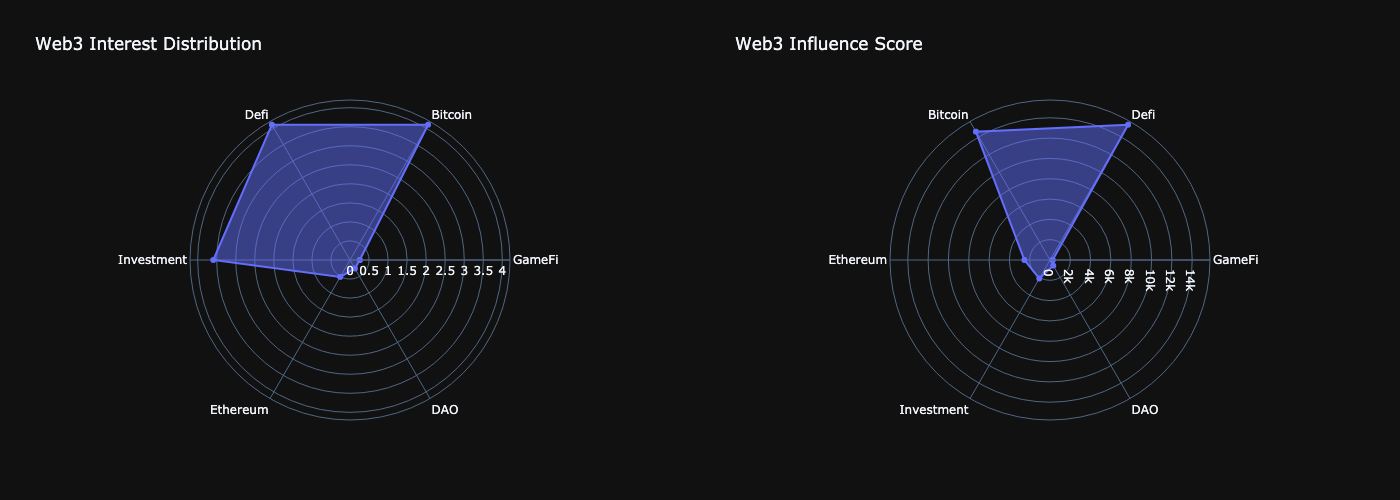 Web3 Interest Distribution
Defi
Bitcoin
Investment
0 0.5 1 1.5 2 2.5 3 3.5 4
GameFi
Ethereum
DAO
Web3 Influence Score
Bitcoin
Defi
Ethereum
0 2k 4k 6k 8k 10k 12k 14k
GameFi
Investment
DAO